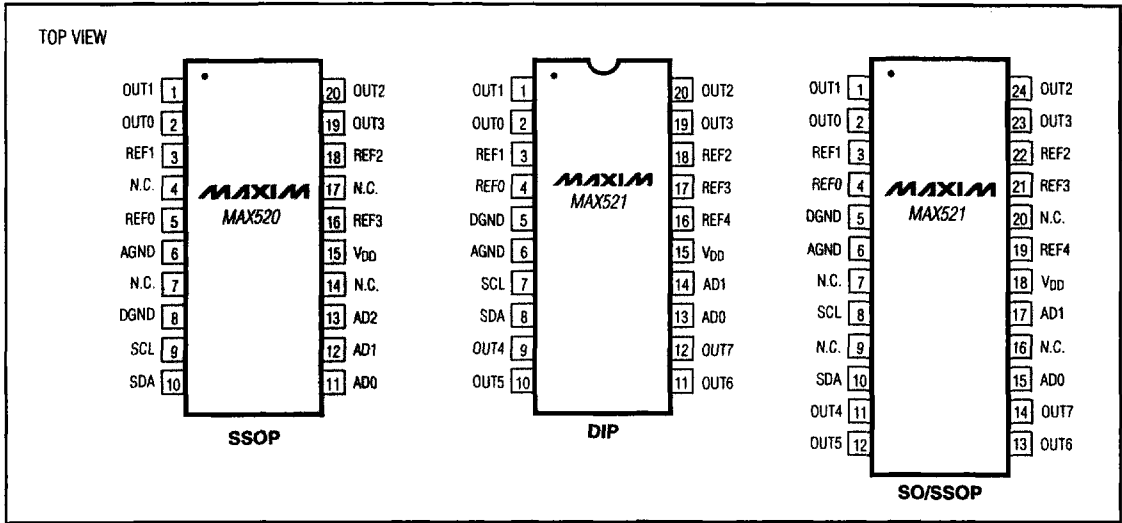 TOP VIEW
OUT1 1 20 OUT2
OUT0 2 19 OUT3
REF1 3 18 REF2
N.C. 4 17 N.C.
REF0 5 16 REF3
AGND 6 15 VDD
N.C. 7 14 N.C.
DGND 8 13 AD2
SCL 9 12 AD1
SDA 10 11 AD0
MAXIM
MAX520
SSOP
OUT1 1 20 OUT2
OUT0 2 19 OUT3
REF1 3 18 REF2
REF0 4 17 REF3
DGND 5 16 REF4
AGND 6 15 VDD
SCL 7 14 AD1
SDA 8 13 AD0
OUT4 9 12 OUT7
OUT5 10 11 OUT6
MAXIM
MAX521
DIP
OUT1 1 24 OUT2
OUT0 2 23 OUT3
REF1 3 22 REF2
REF0 4 21 REF3
DGND 5 20 N.C.
AGND 6 19 REF4
N.C. 7 18 VDD
SCL 8 17 AD1
N.C. 9 16 N.C.
SDA 10 15 AD0
OUT4 11 14 OUT7
OUT5 12 13 OUT6
MAXIM
MAX521
SO/SSOP